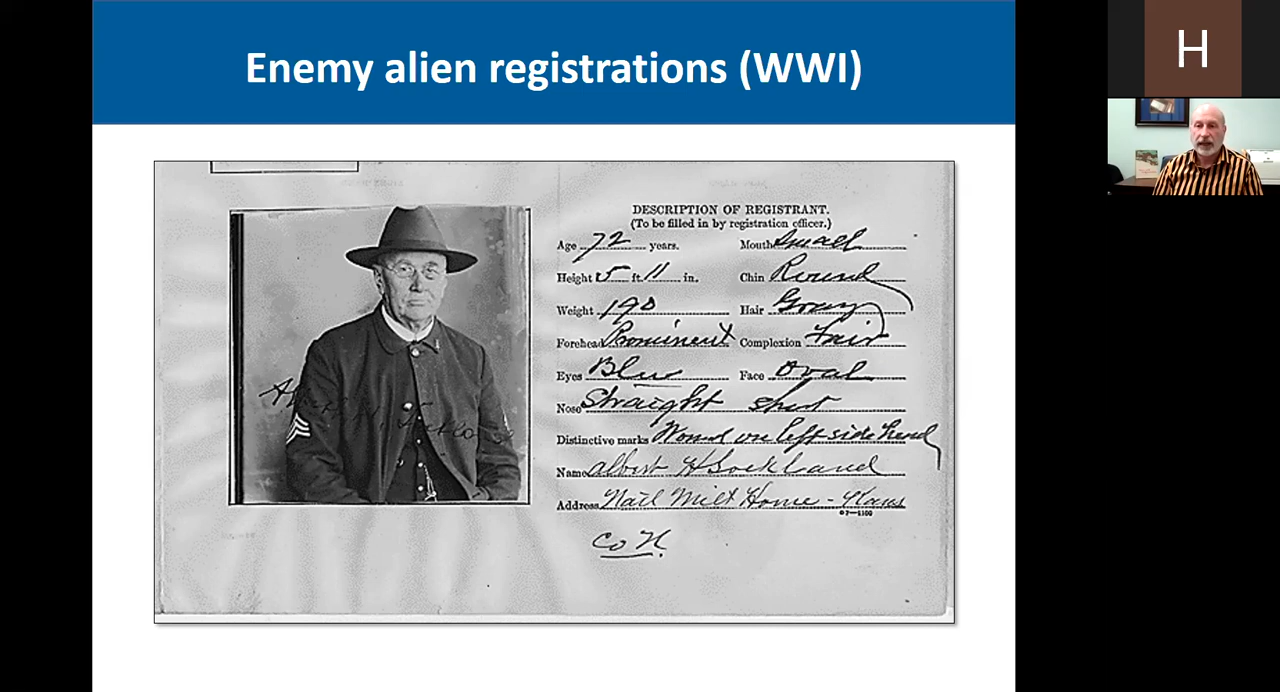 Enemy alien registrations (WWI)
H
DESCRIPTION OF REGISTRANT.
(To be filled in by registration officer.)
Age 72 years. Mouth Small
Height 5 ft. 11 in. Chin Round
Weight 190 Hair Gray
Forehead Prominent Complexion Fair
Eyes Blue Face Oval
Nose Straight short
Distinctive marks Wound on left side head
Name Albert H
Address Natl Milt Home - Kans
07—1100
Co H.